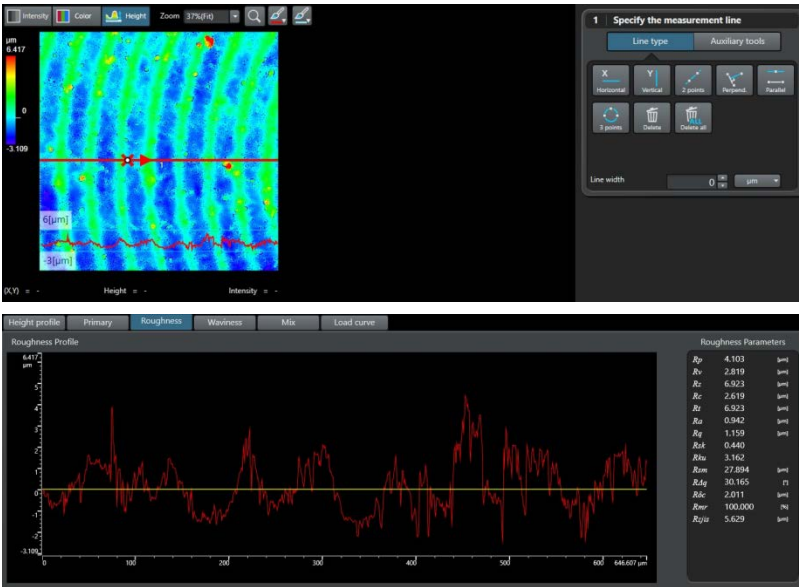 Intensity Color Height Zoom 37%(Fit)
µm
6.417
0
-3.109
6[µm]
-3[µm]
(X,Y) = - Height = - Intensity = -
1 Specify the measurement line
Line type Auxiliary tools
X Y
Horizontal Vertical 2 points Perpend. Parallel
ALL
3 points Delete Delete all
Line width 0 µm
Height profile Primary Roughness Waviness Mix Load curve
Roughness Profile
6.417
µm
5
4
3
2
1
0
-1
-2
-3.109
0 100 200 300 400 500 600 646.607 µm
Roughness Parameters
Rp 4.103 [µm]
Rv 2.819 [µm]
Rz 6.923 [µm]
Rc 2.619 [µm]
Rt 6.923 [µm]
Ra 0.942 [µm]
Rq 1.159 [µm]
Rsk 0.440
Rku 3.162
Rsm 27.894 [µm]
RΔq 30.165 [°]
Rδc 2.011 [µm]
Rmr 100.000 [%]
Rzjis 5.629 [µm]